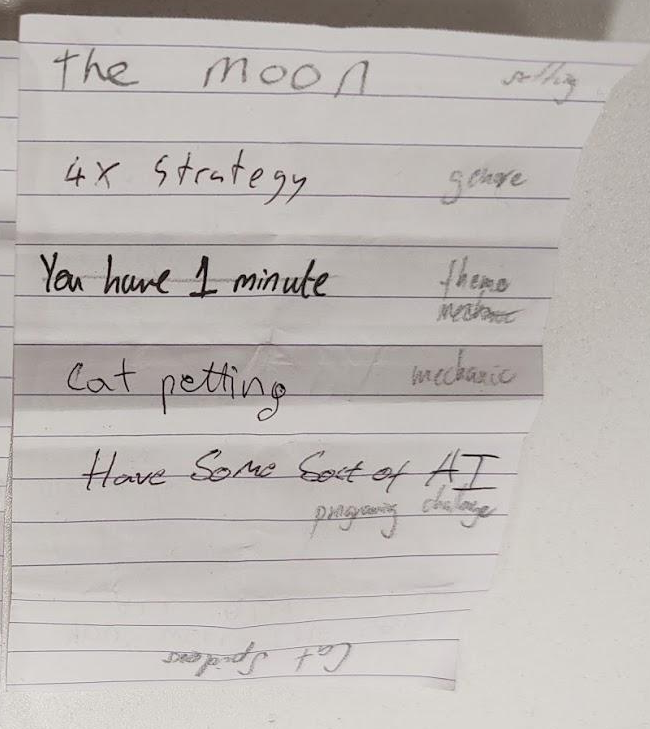 the moon setting
4x strategy genre
You have 1 minute theme
mechanic
Cat petting mechanic
Have Some Sort of AI
programing challenge
Cat Spiders